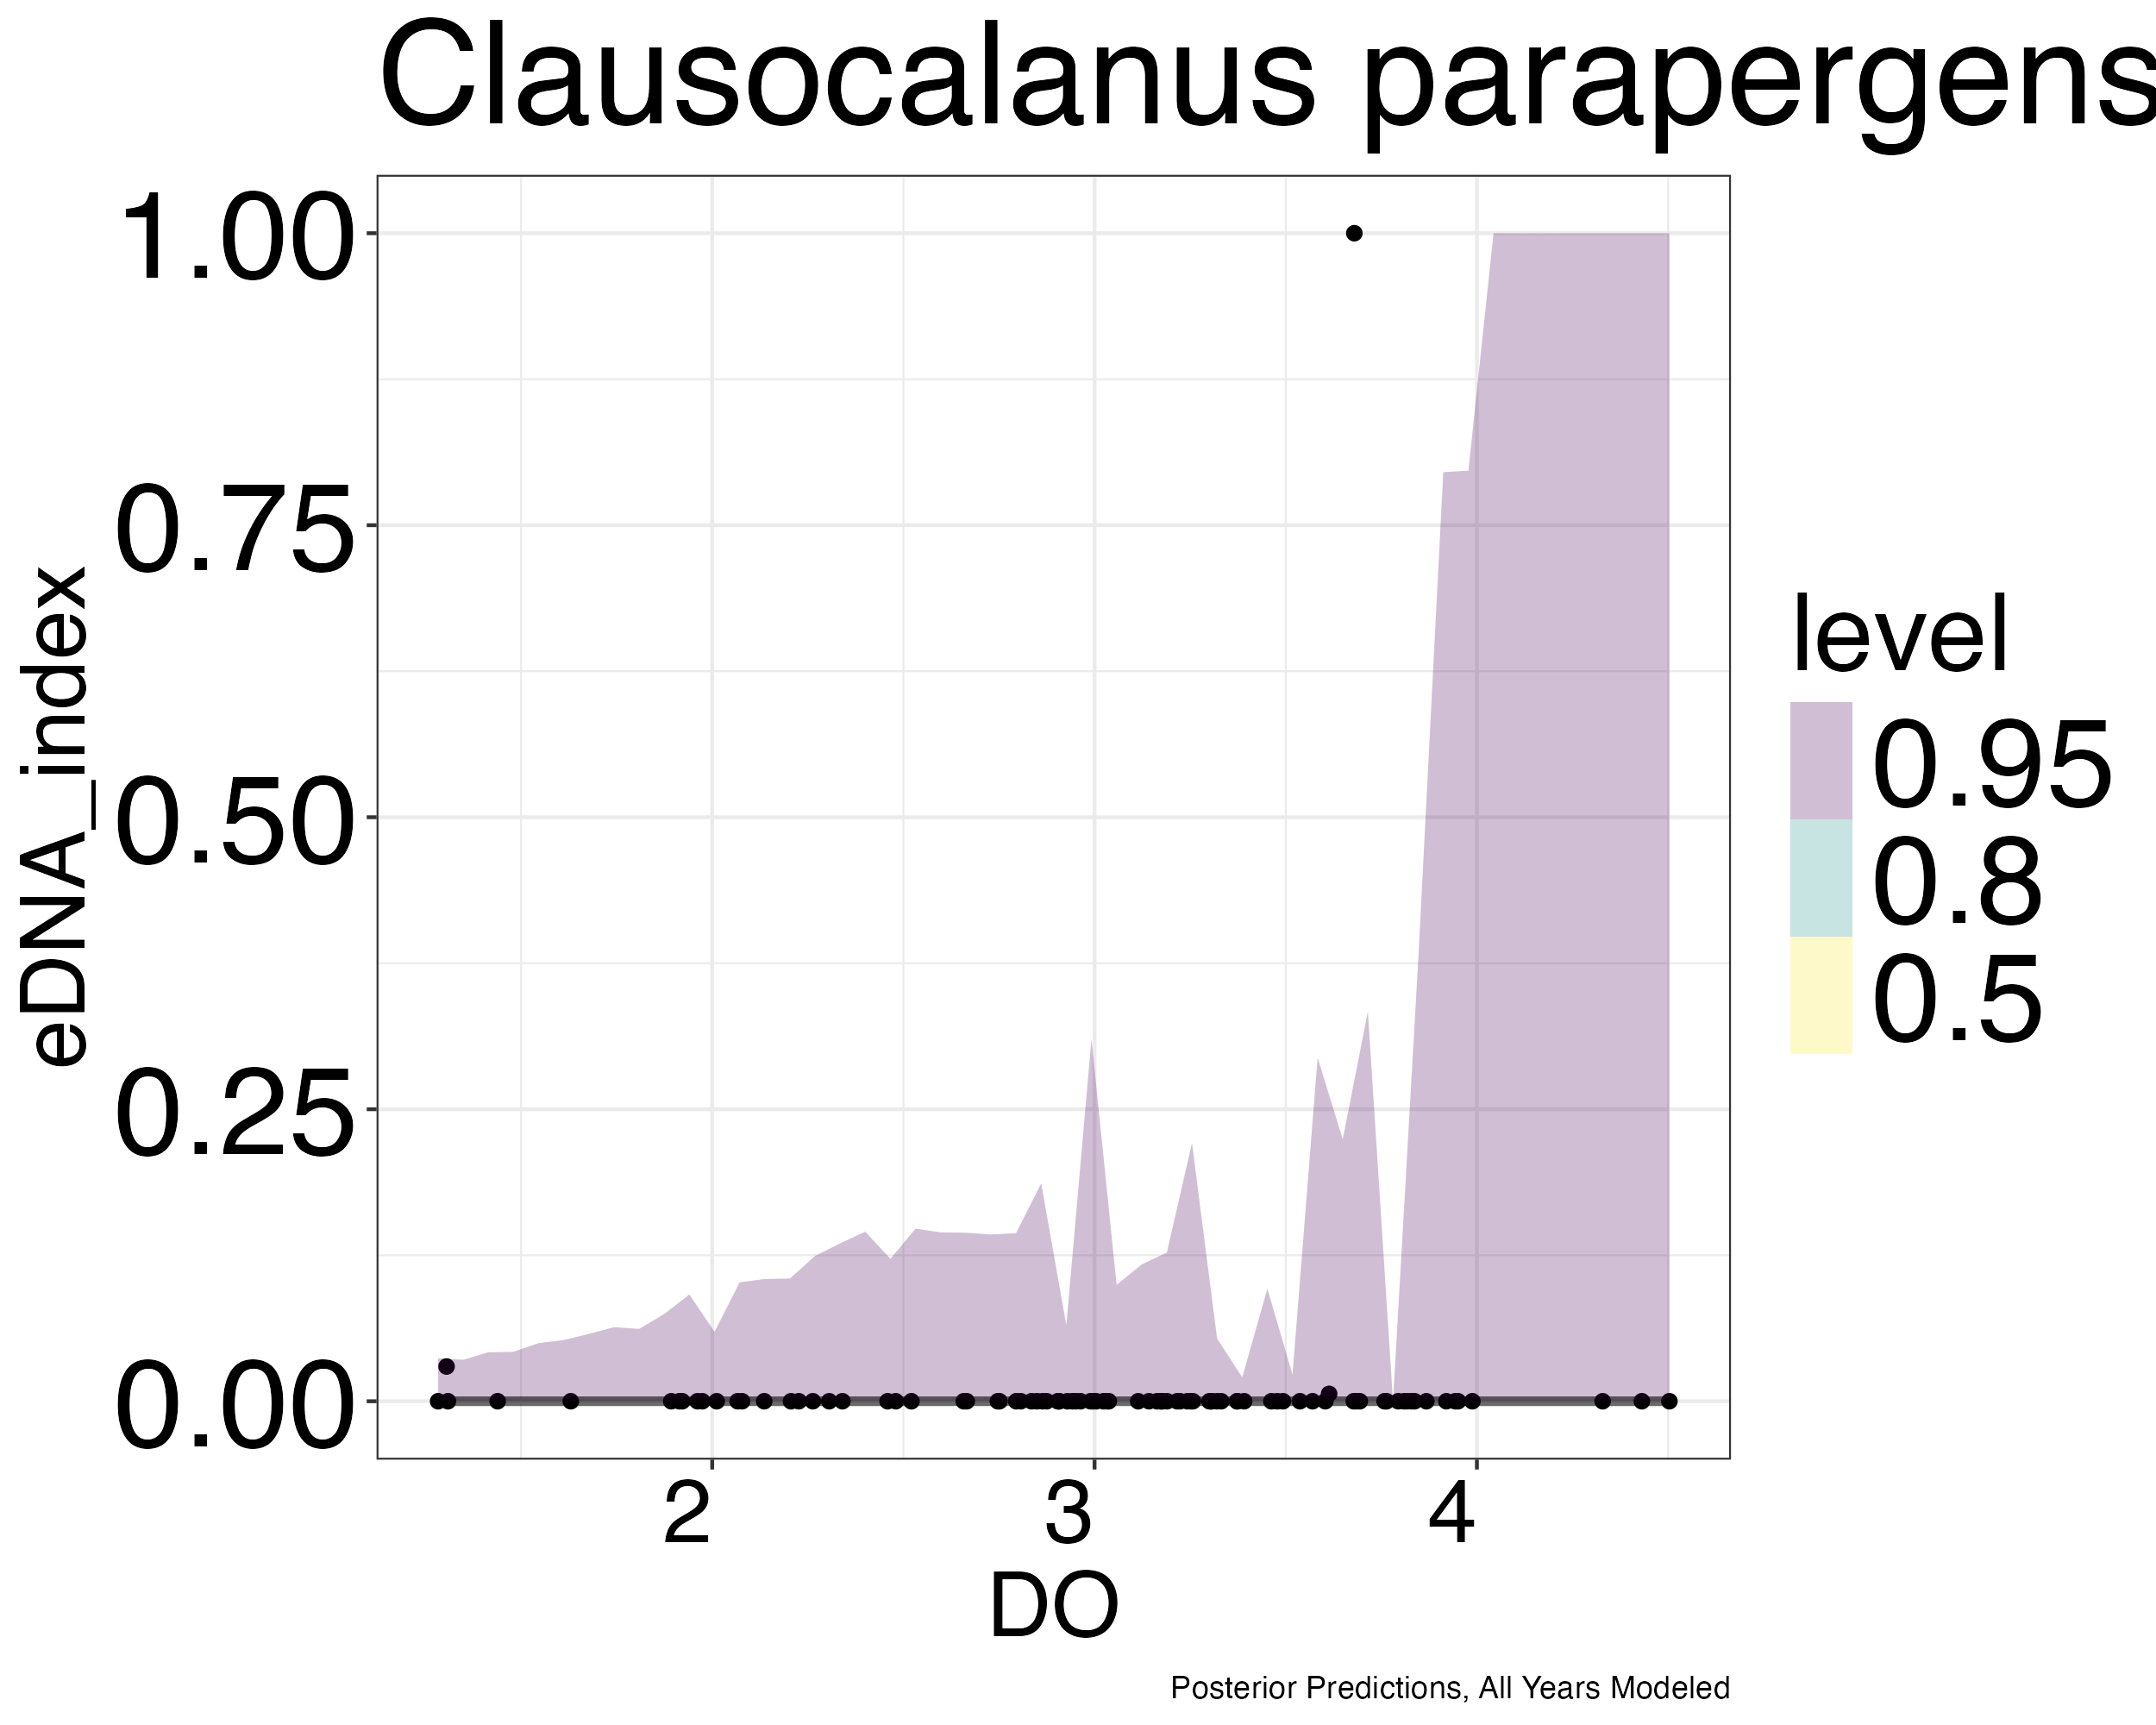 Clausocalanus parapergens
1.00
0.75
0.50
0.25
0.00
eDNA_index
2 3 4
DO
level
0.95
0.8
0.5
Posterior Predictions, All Years Modeled